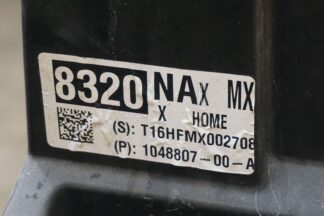 8320 NAX MX
X HOME
(S): T16HFMX002708
(P): 1048807-00-A